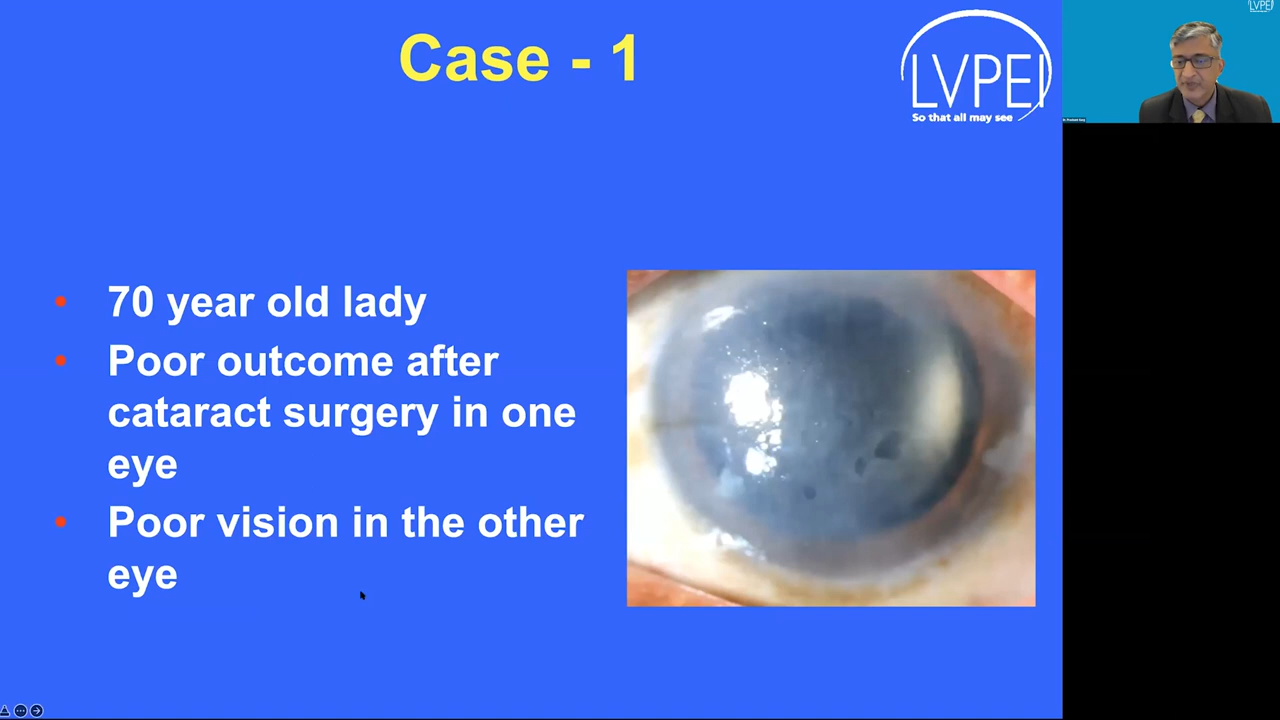 Case - 1
LVPEI
So that all may see
LVPEI
• 70 year old lady
• Poor outcome after
cataract surgery in one
eye
• Poor vision in the other
eye